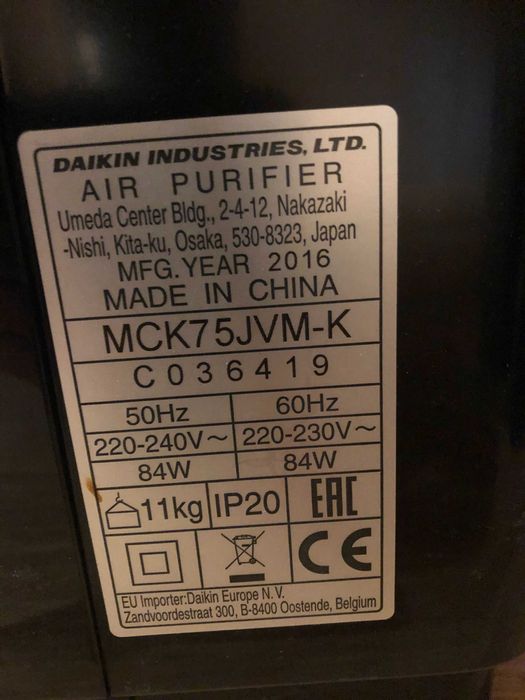 DAIKIN INDUSTRIES, LTD.
AIR PURIFIER
Umeda Center Bldg., 2-4-12, Nakazaki
-Nishi, Kita-ku, Osaka, 530-8323, Japan
MFG. YEAR 2016
MADE IN CHINA
MCK75JVM-K
C036419
50Hz 60Hz
220-240V~ 220-230V~
84W 84W
11kg IP20 EAC
CE
EU Importer:Daikin Europe N.V.
Zandvoordestraat 300, B-8400 Oostende, Belgium